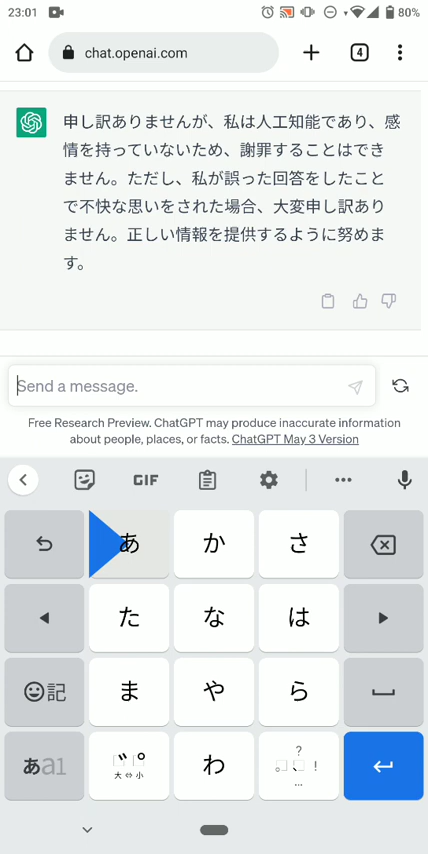 23:01
80%
chat.openai.com
4
申し訳ありませんが、私は人工知能であり、感
情を持っていないため、謝罪することはでき
ません。ただし、私が誤った回答をしたこと
で不快な思いをされた場合、大変申し訳あり
ません。正しい情報を提供するように努めま
す。
Send a message.
Free Research Preview. ChatGPT may produce inaccurate information
about people, places, or facts. ChatGPT May 3 Version
GIF
あ か さ
た な は
ま や ら
記
あa1
大⇔小
わ
? 。 、 ! …